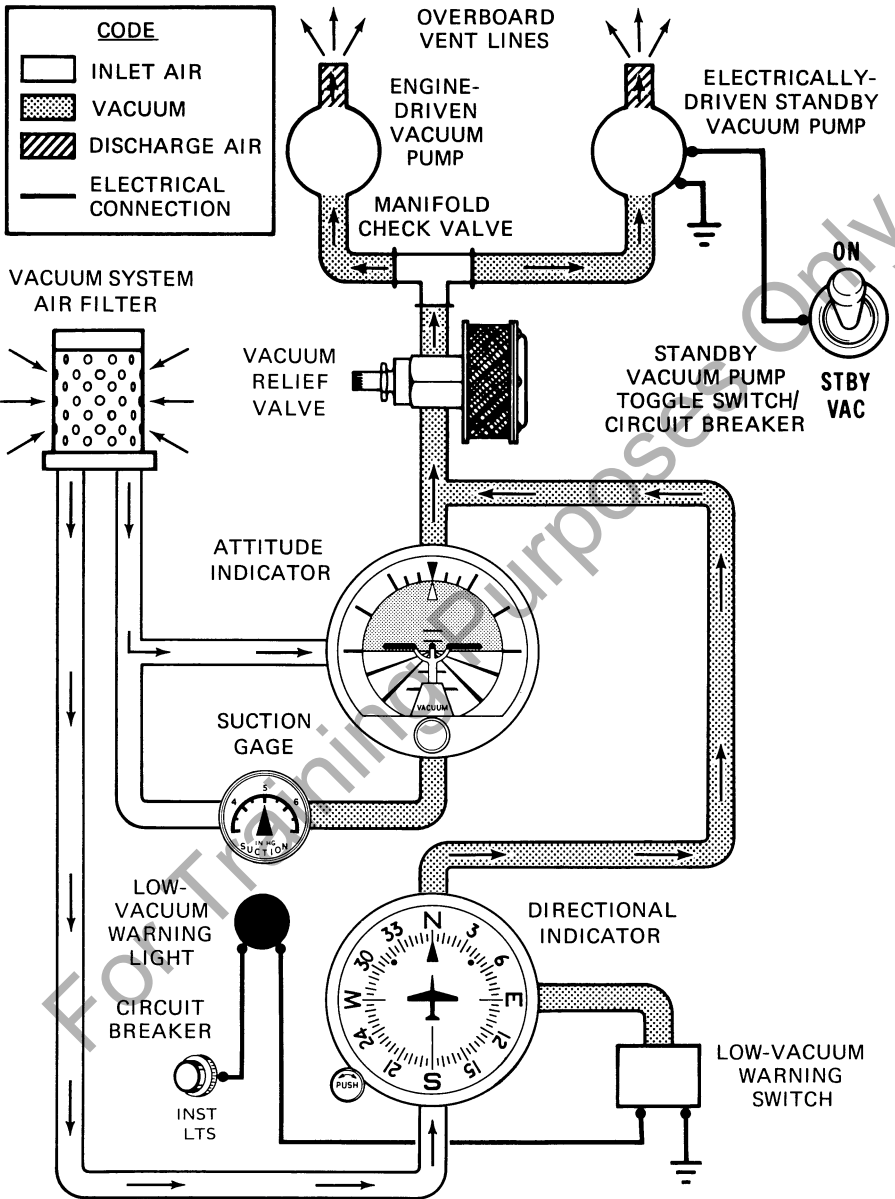 CODE
INLET AIR
VACUUM
DISCHARGE AIR
ELECTRICAL
CONNECTION
OVERBOARD
VENT LINES
ENGINE-
DRIVEN
VACUUM
PUMP
ELECTRICALLY-
DRIVEN STANDBY
VACUUM PUMP
MANIFOLD
CHECK VALVE
VACUUM SYSTEM
AIR FILTER
VACUUM
RELIEF
VALVE
ON
STBY
VAC
STANDBY
VACUUM PUMP
TOGGLE SWITCH/
CIRCUIT BREAKER
ATTITUDE
INDICATOR
VACUUM
SUCTION
GAGE
4 5 6
IN HG
SUCTION
LOW-
VACUUM
WARNING
LIGHT
DIRECTIONAL
INDICATOR
N 3 6 E 12 15 S 21 24 W 30 33
PUSH
CIRCUIT
BREAKER
INST
LTS
LOW-VACUUM
WARNING
SWITCH
For Training Purposes Only